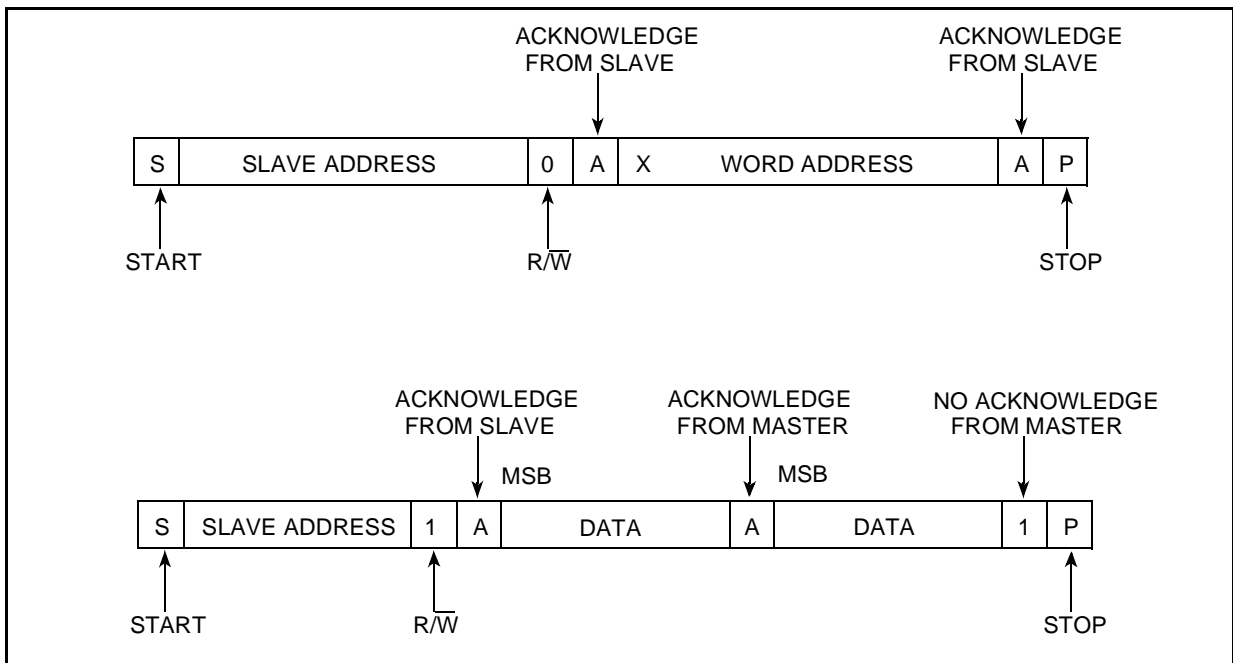 ACKNOWLEDGE
FROM SLAVE
ACKNOWLEDGE
FROM SLAVE
S SLAVE ADDRESS 0 A X WORD ADDRESS A P
START
R/W̅
STOP
ACKNOWLEDGE
FROM SLAVE
ACKNOWLEDGE
FROM MASTER
NO ACKNOWLEDGE
FROM MASTER
MSB
MSB
S SLAVE ADDRESS 1 A DATA A DATA 1 P
START
R/W̅
STOP